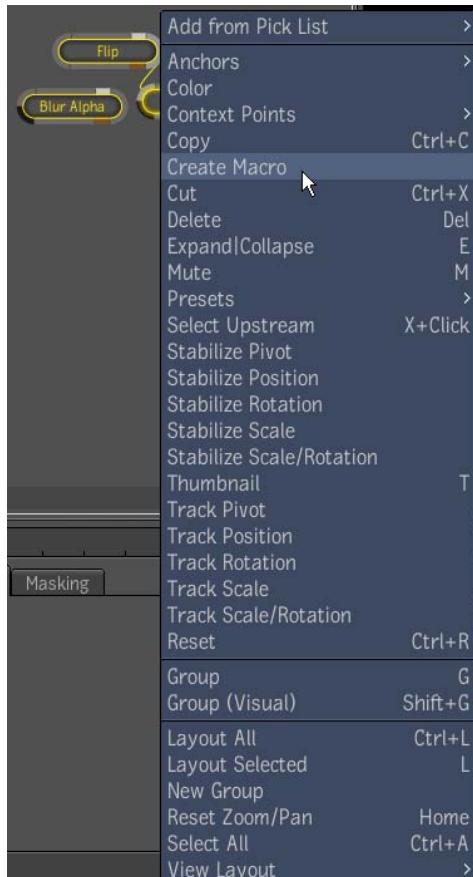 Flip
Blur Alpha
Add from Pick List >
Anchors >
Color
Context Points >
Copy Ctrl+C
Create Macro
Cut Ctrl+X
Delete Del
Expand|Collapse E
Mute M
Presets >
Select Upstream X+Click
Stabilize Pivot
Stabilize Position
Stabilize Rotation
Stabilize Scale
Stabilize Scale/Rotation
Thumbnail T
Track Pivot
Track Position
Track Rotation
Track Scale
Track Scale/Rotation
Reset Ctrl+R
Group G
Group (Visual) Shift+G
Layout All Ctrl+L
Layout Selected L
New Group
Reset Zoom/Pan Home
Select All Ctrl+A
View Layout >
Masking